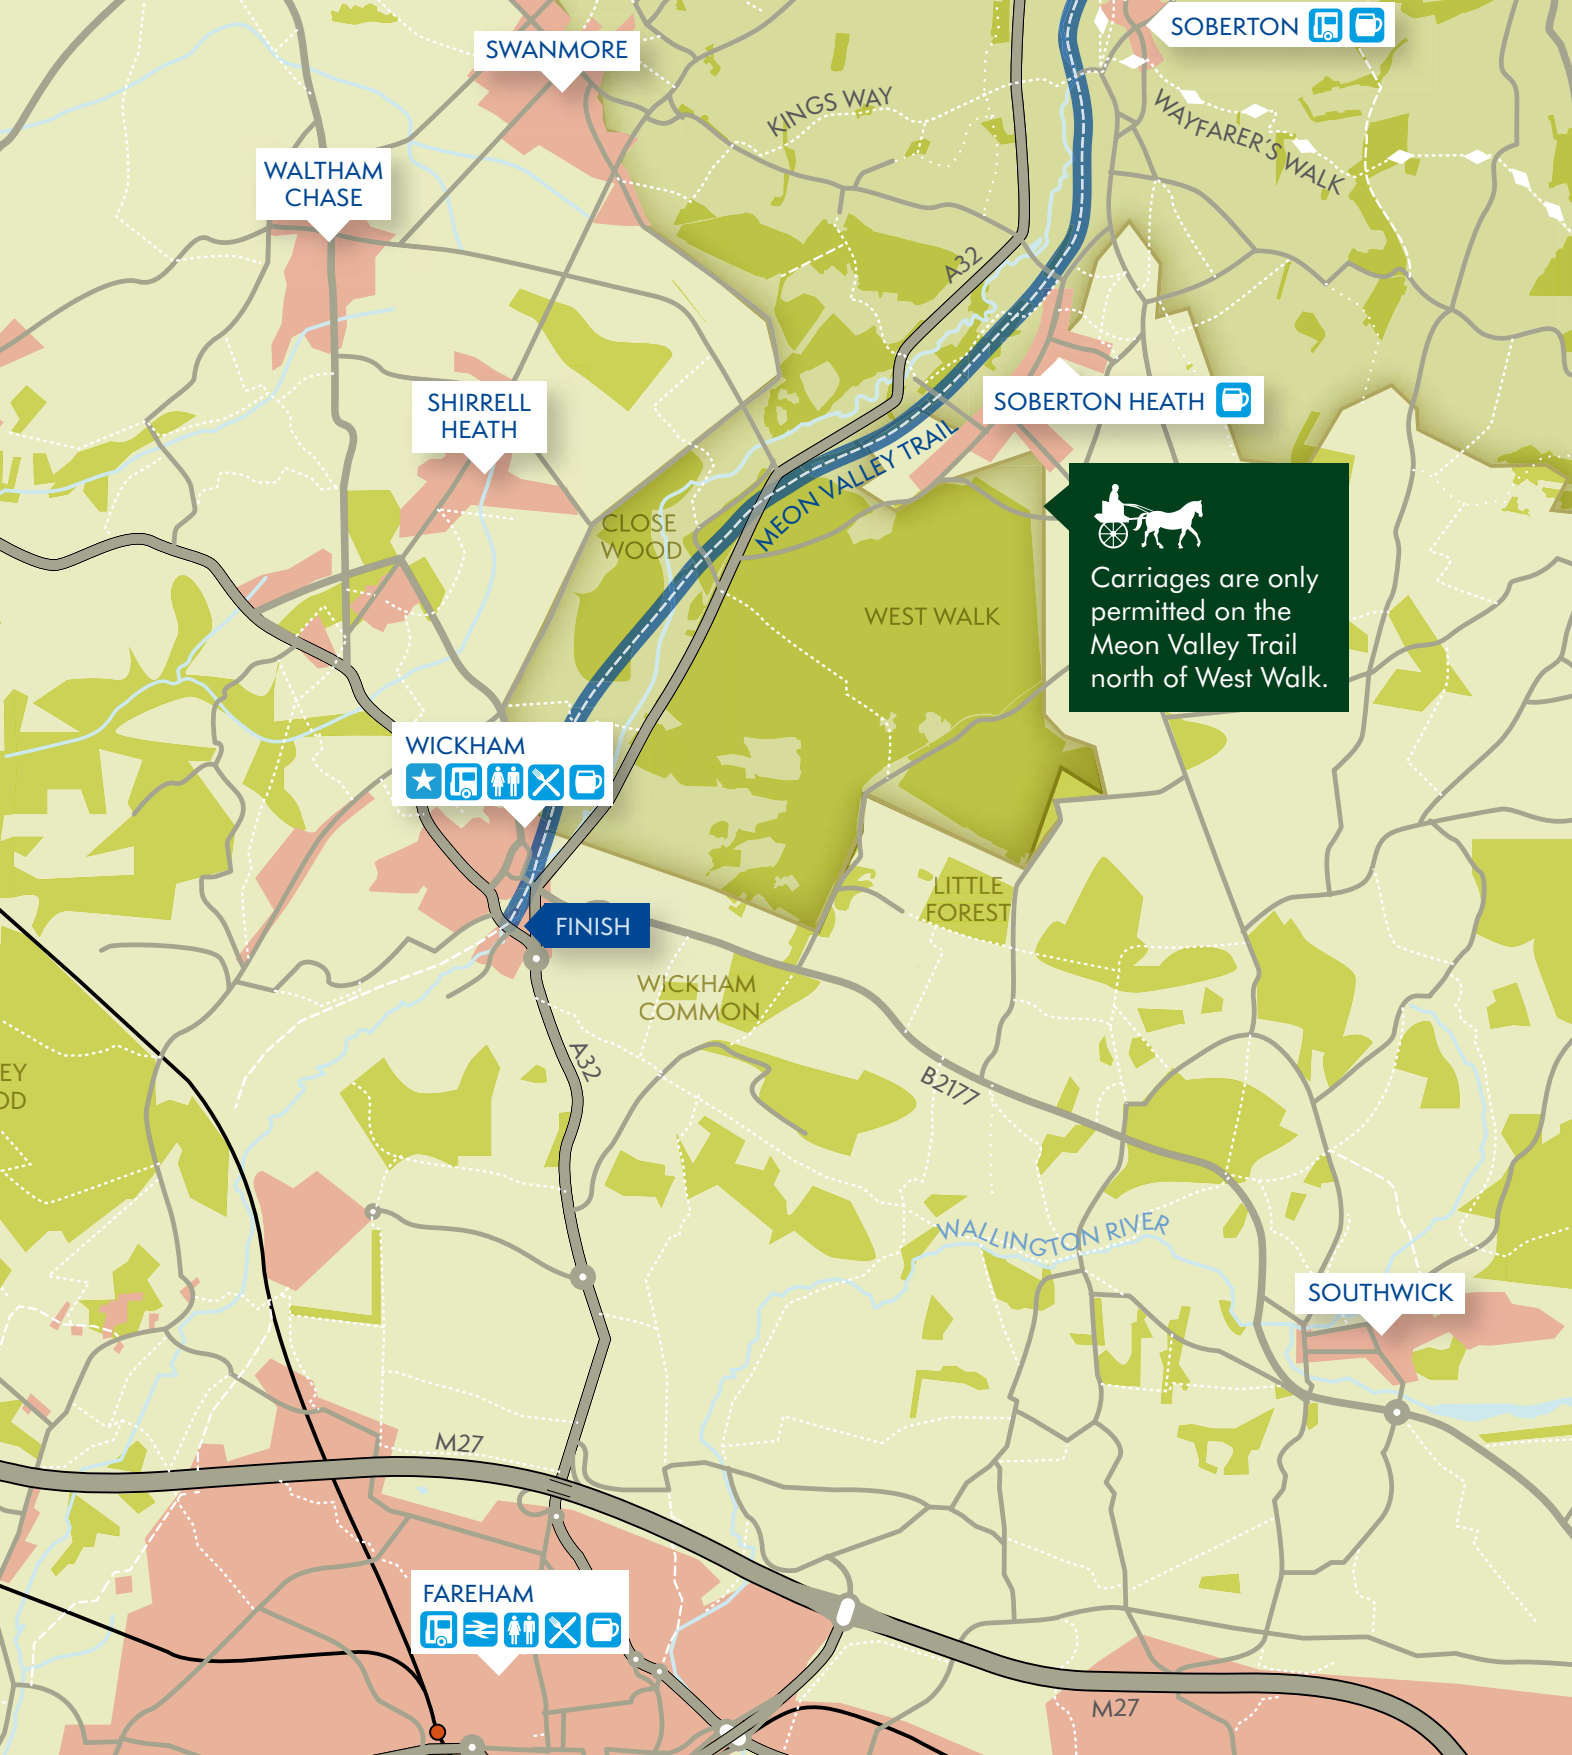 SOBERTON
SWANMORE
KINGS WAY
WAYFARER'S WALK
WALTHAM
CHASE
A32
SHIRRELL
HEATH
SOBERTON HEATH
MEON VALLEY TRAIL
CLOSE
WOOD
WEST WALK
Carriages are only
permitted on the
Meon Valley Trail
north of West Walk.
WICKHAM
FINISH
LITTLE
FOREST
WICKHAM
COMMON
A32
B2177
EY
OD
WALLINGTON RIVER
SOUTHWICK
M27
FAREHAM
M27